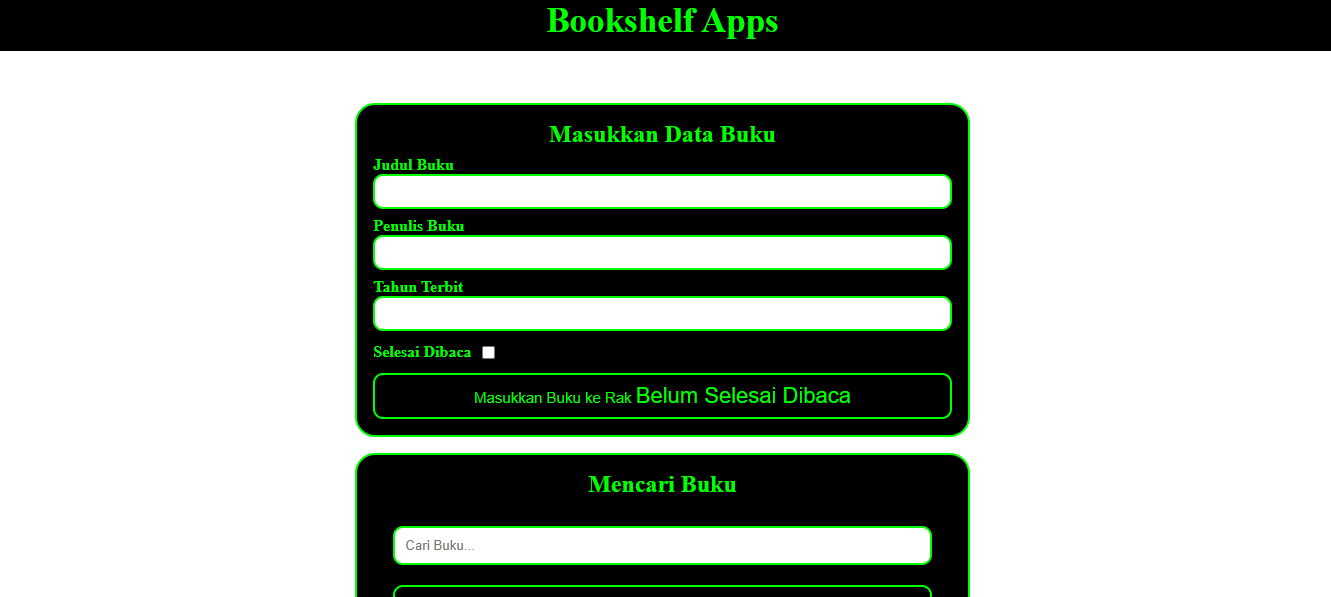 Bookshelf Apps
Masukkan Data Buku
Judul Buku
Penulis Buku
Tahun Terbit
Selesai Dibaca
Masukkan Buku ke Rak Belum Selesai Dibaca
Mencari Buku
Cari Buku...